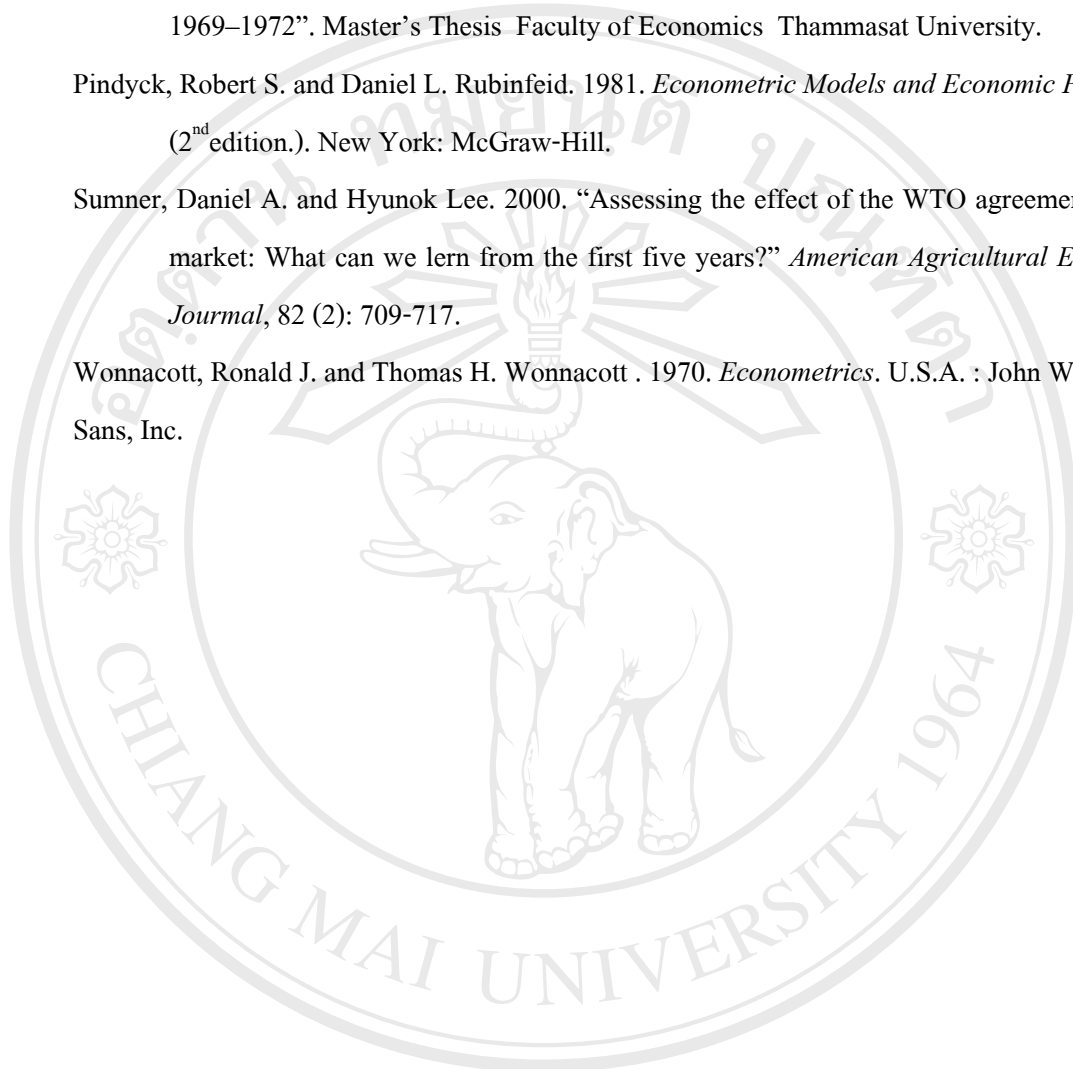 1969–1972”. Master’s Thesis Faculty of Economics Thammasat University.
Pindyck, Robert S. and Daniel L. Rubinfeid. 1981. Econometric Models and Economic
(2nd edition.). New York: McGraw-Hill.
Sumner, Daniel A. and Hyunok Lee. 2000. “Assessing the effect of the WTO
market: What can we lern from the first five years?” American Agricultural
Jourmal, 82 (2): 709-717.
Wonnacott, Ronald J. and Thomas H. Wonnacott . 1970. Econometrics. U.S.A. : John
Sans, Inc.
CHIANG MAI UNIVERSITY 1964